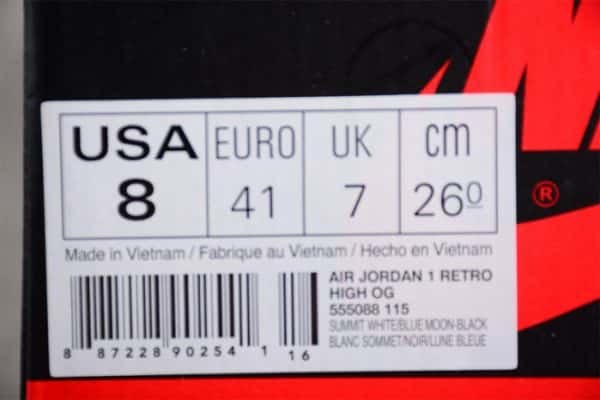 USA EURO UK cm
8 41 7 260
Made in Vietnam / Fabrique au Vietnam / Hecho en Vietnam
AIR JORDAN 1 RETRO
HIGH OG
555088 115
SUMMIT WHITE/BLUE MOON-BLACK
BLANC SOMMET/NOIR/LUNE BLEUE
8 87228 90254 1 16
®